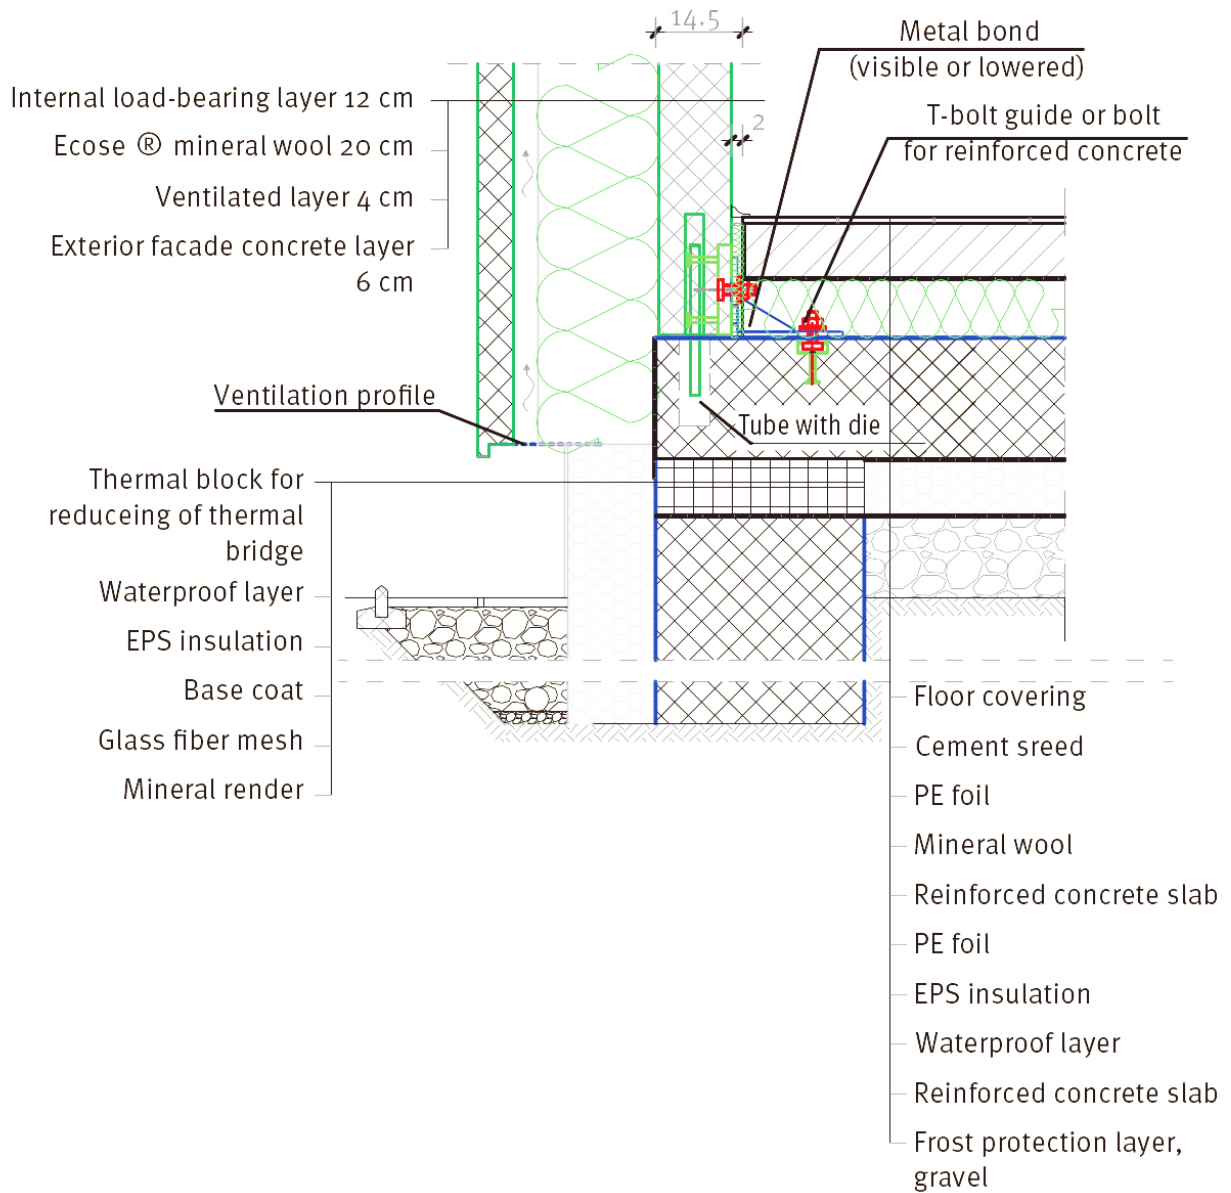 14.5
Metal bond
(visible or lowered)
Internal load-bearing layer 12 cm
2
T-bolt guide or bolt
for reinforced concrete
Ecose ® mineral wool 20 cm
Ventilated layer 4 cm
Exterior facade concrete layer
6 cm
Ventilation profile
Tube with die
Thermal block for
reduceing of thermal
bridge
Waterproof layer
EPS insulation
Base coat
Glass fiber mesh
Mineral render
Floor covering
Cement sreed
PE foil
Mineral wool
Reinforced concrete slab
PE foil
EPS insulation
Waterproof layer
Reinforced concrete slab
Frost protection layer,
gravel